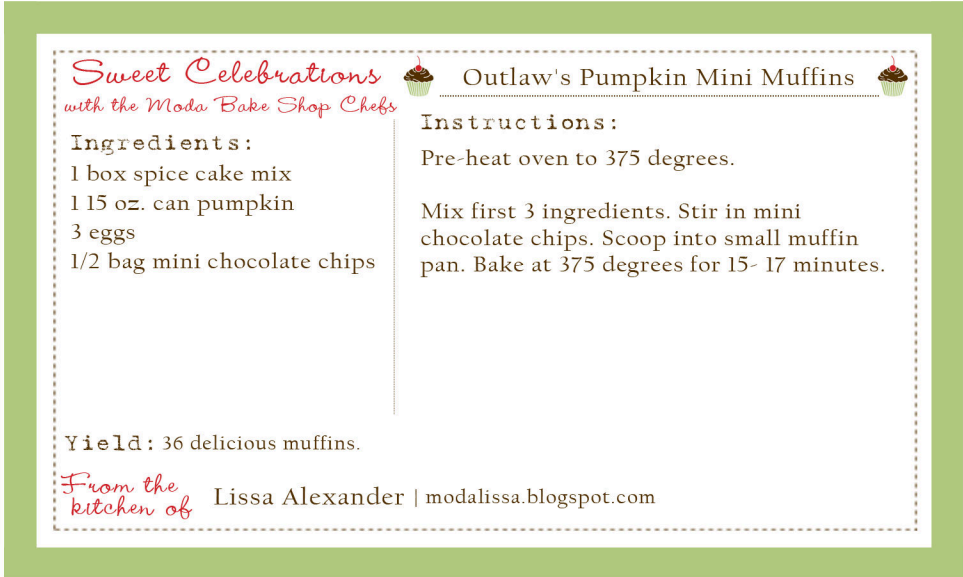 Sweet Celebrations
with the Moda Bake Shop Chefs
Outlaw's Pumpkin Mini Muffins
Ingredients:
1 box spice cake mix
1 15 oz. can pumpkin
3 eggs
1/2 bag mini chocolate chips
Instructions:
Pre-heat oven to 375 degrees.
Mix first 3 ingredients. Stir in mini
chocolate chips. Scoop into small muffin
pan. Bake at 375 degrees for 15- 17 minutes.
Yield: 36 delicious muffins.
From the
kitchen of
Lissa Alexander | modalissa.blogspot.com